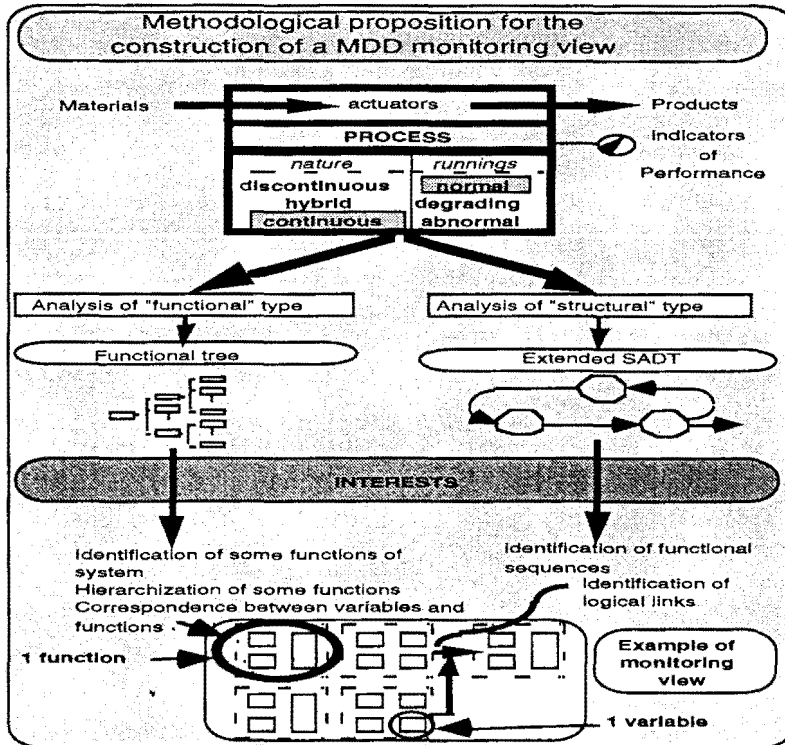 Methodological proposition for the
construction of a MDD monitoring view
Materials
actuators
Products
PROCESS
Indicators
of
Performance
nature
runnings
discontinuous
normal
hybrid
degrading
continuous
abnormal
Analysis of "functional" type
Analysis of "structural" type
Functional tree
Extended SADT
INTERESTS
Identification of some functions of
system
Hierarchization of some functions
Correspondence between variables and
functions
Identification of functional
sequences
Identification of
logical links
1 function
Example of
monitoring
view
1 variable